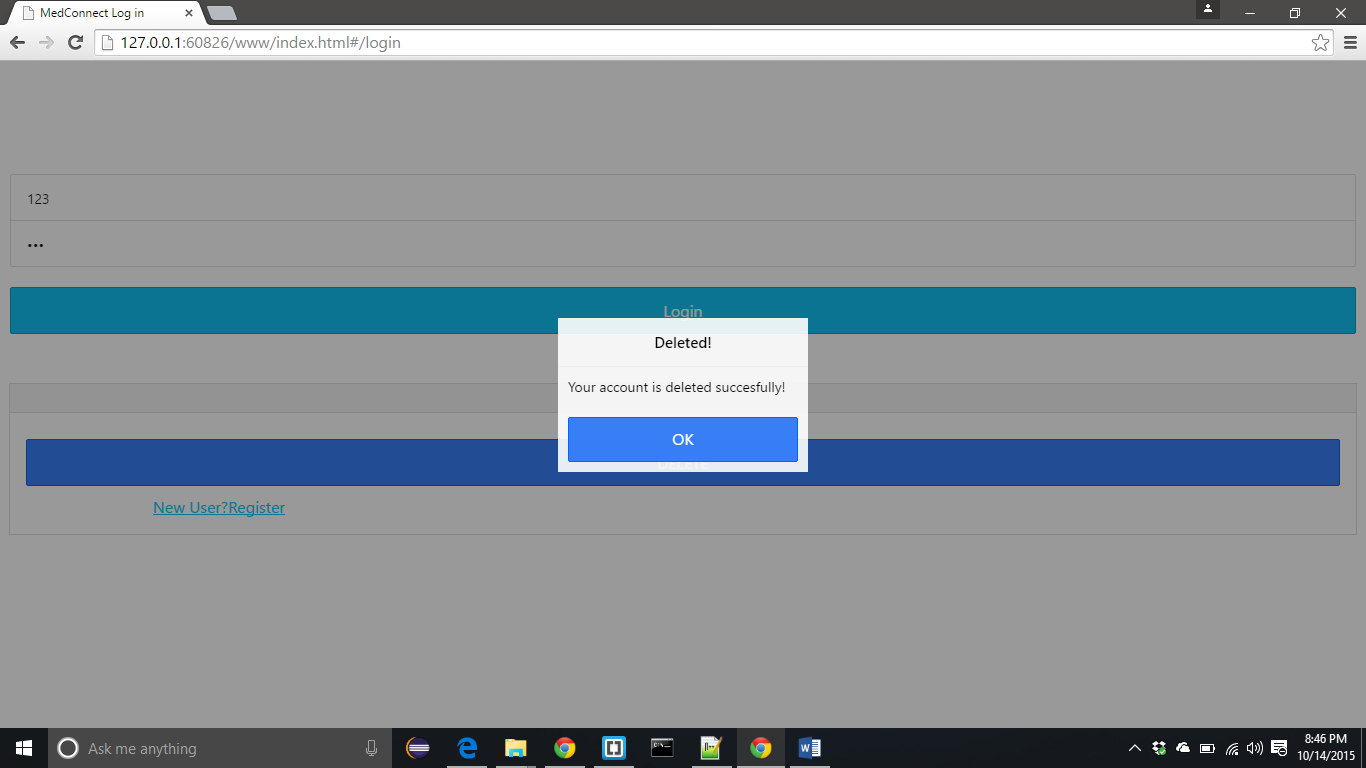 MedConnect Log in
127.0.0.1:60826/www/index.html#/login
123
Login
Deleted!
Your account is deleted succesfully!
OK
DELETE
New User?Register
Ask me anything
8:46 PM
10/14/2015